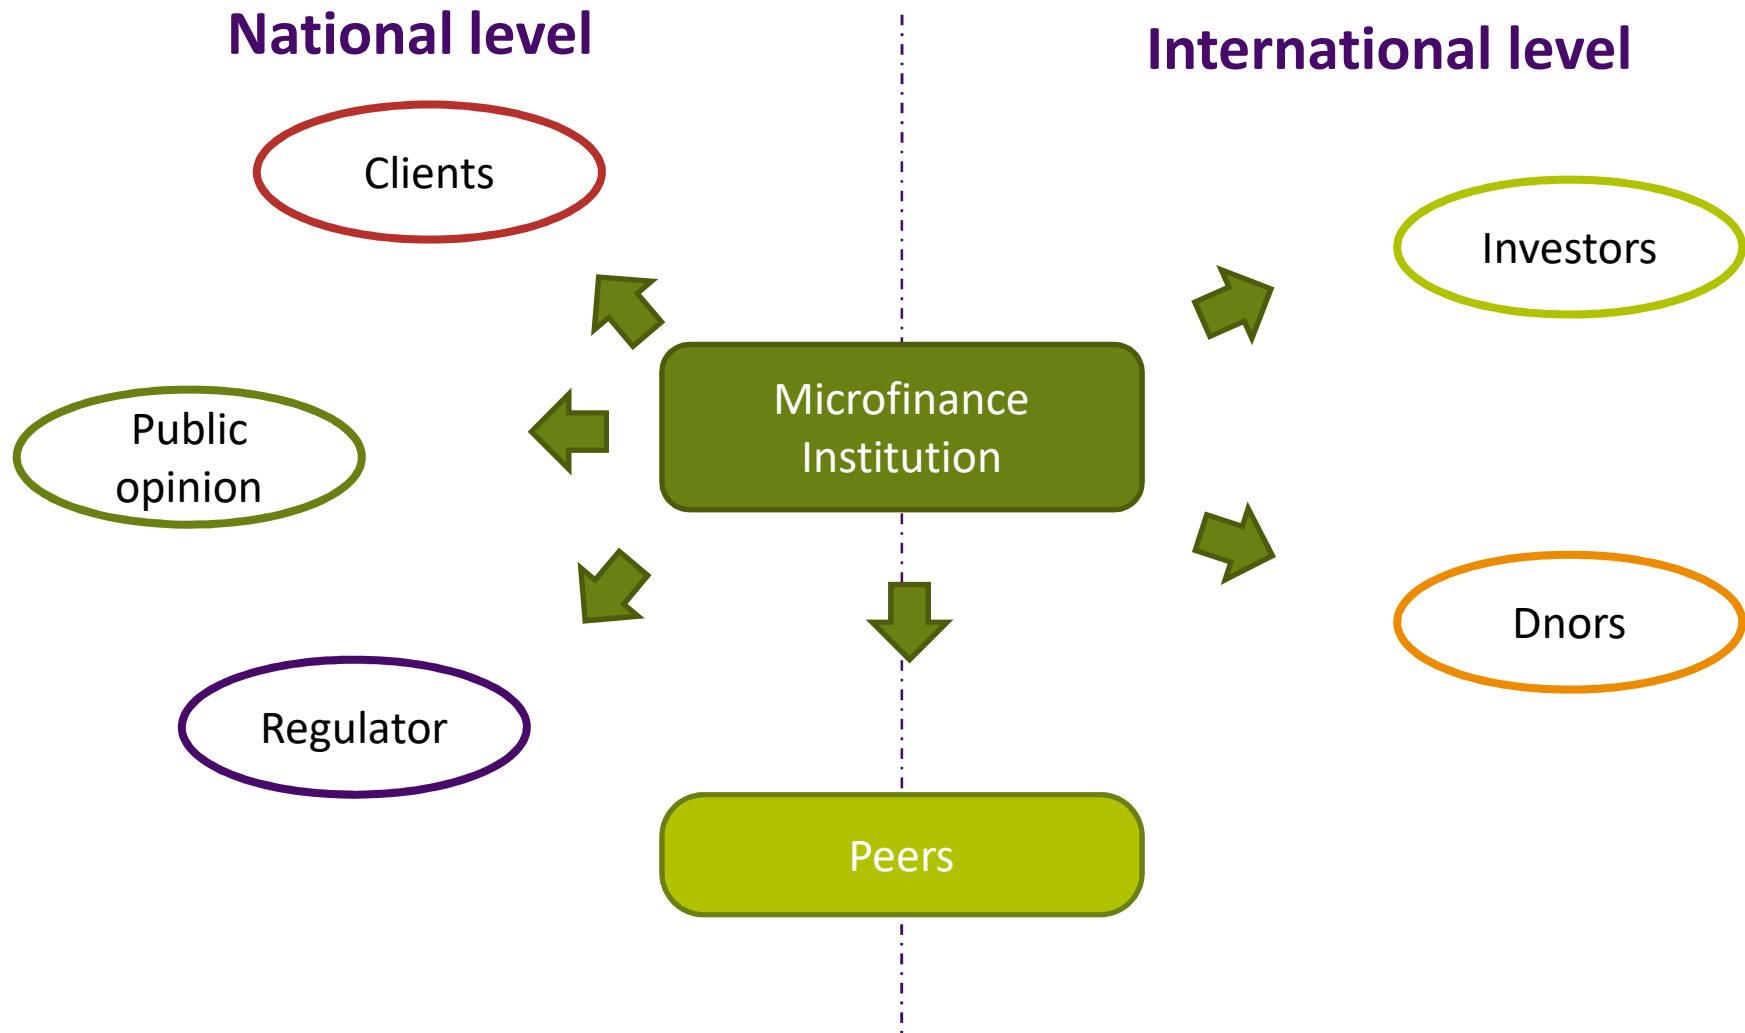 National level
International level
Clients
Investors
Microfinance
Institution
Public
opinion
Dnors
Regulator
Peers